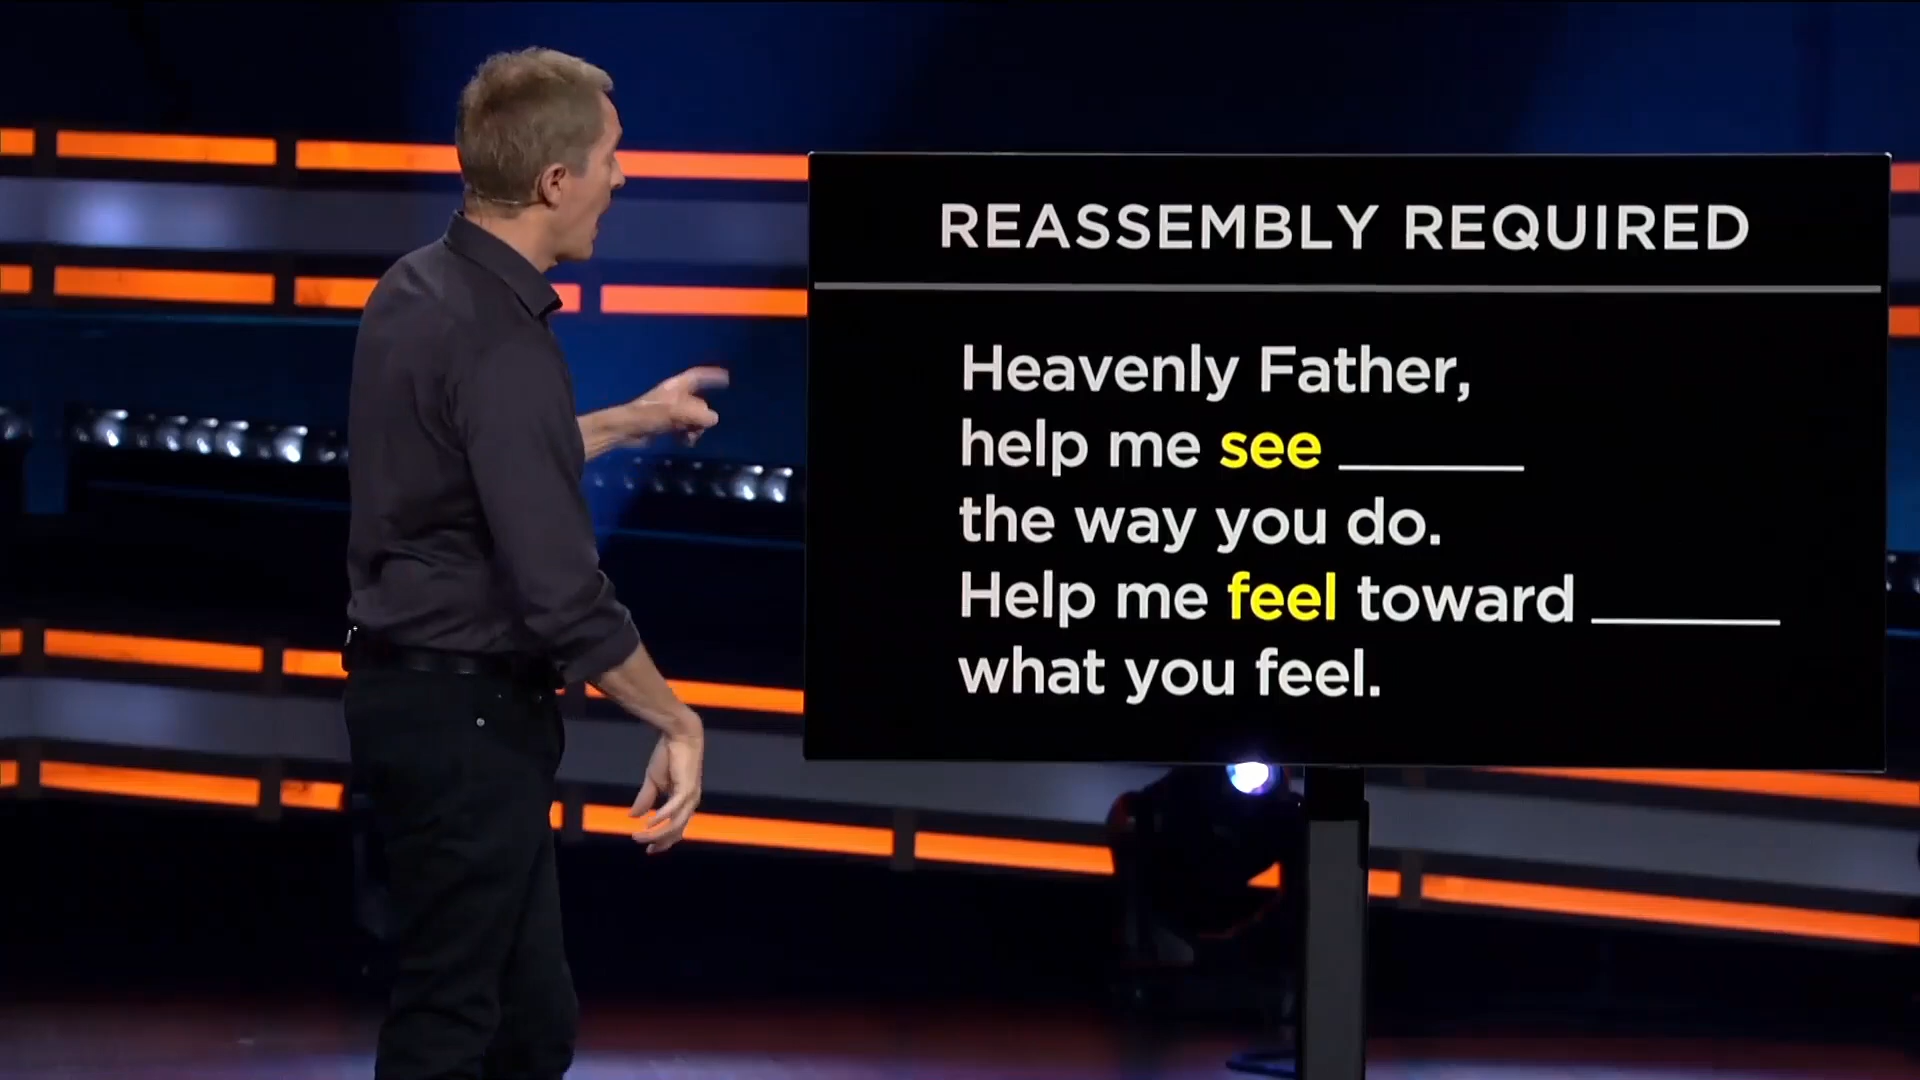 REASSEMBLY REQUIRED
Heavenly Father,
help me see ______
the way you do.
Help me feel toward ______
what you feel.